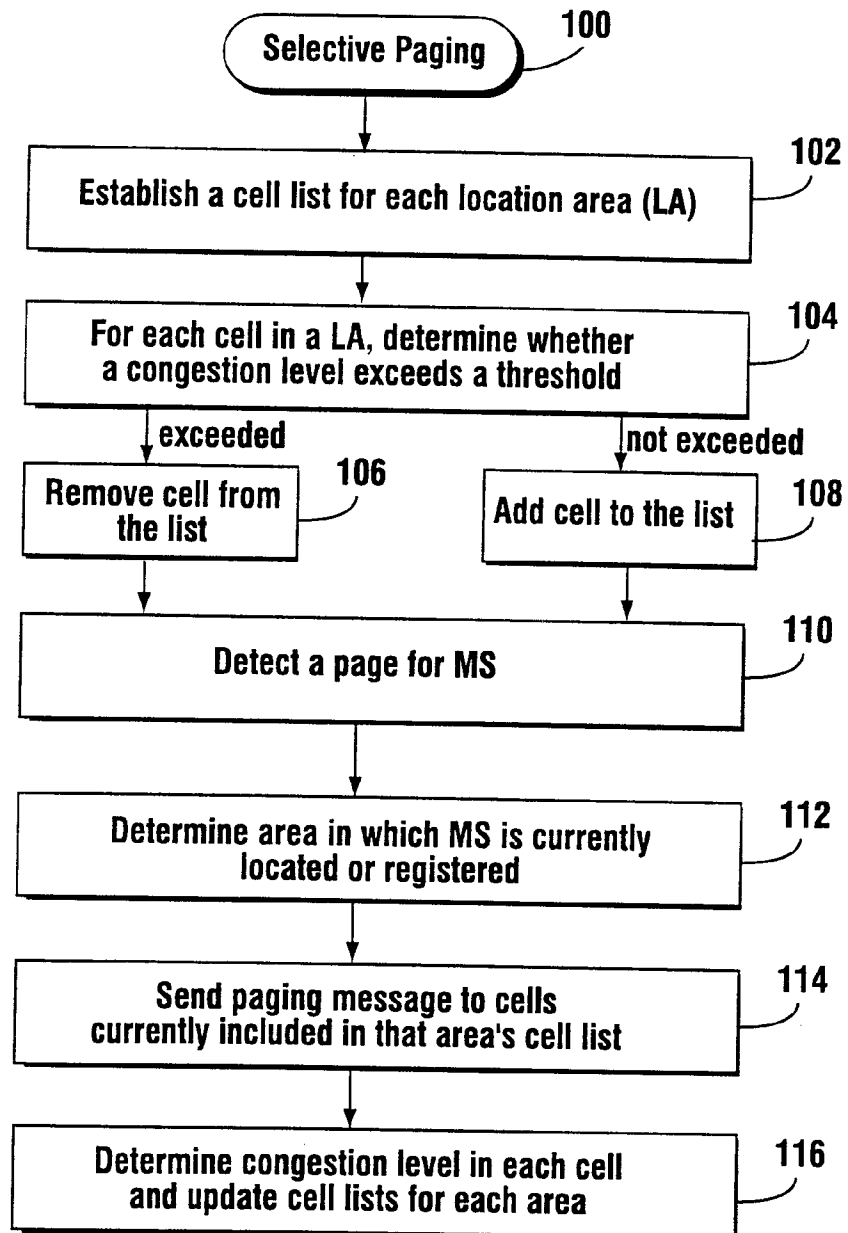 Selective Paging
100
102
Establish a cell list for each location area (LA)
104
For each cell in a LA, determine whether
a congestion level exceeds a threshold
exceeded
not exceeded
Remove cell from
the list
106
Add cell to the list
108
110
Detect a page for MS
112
Determine area in which MS is currently
located or registered
114
Send paging message to cells
currently included in that area's cell list
116
Determine congestion level in each cell
and update cell lists for each area